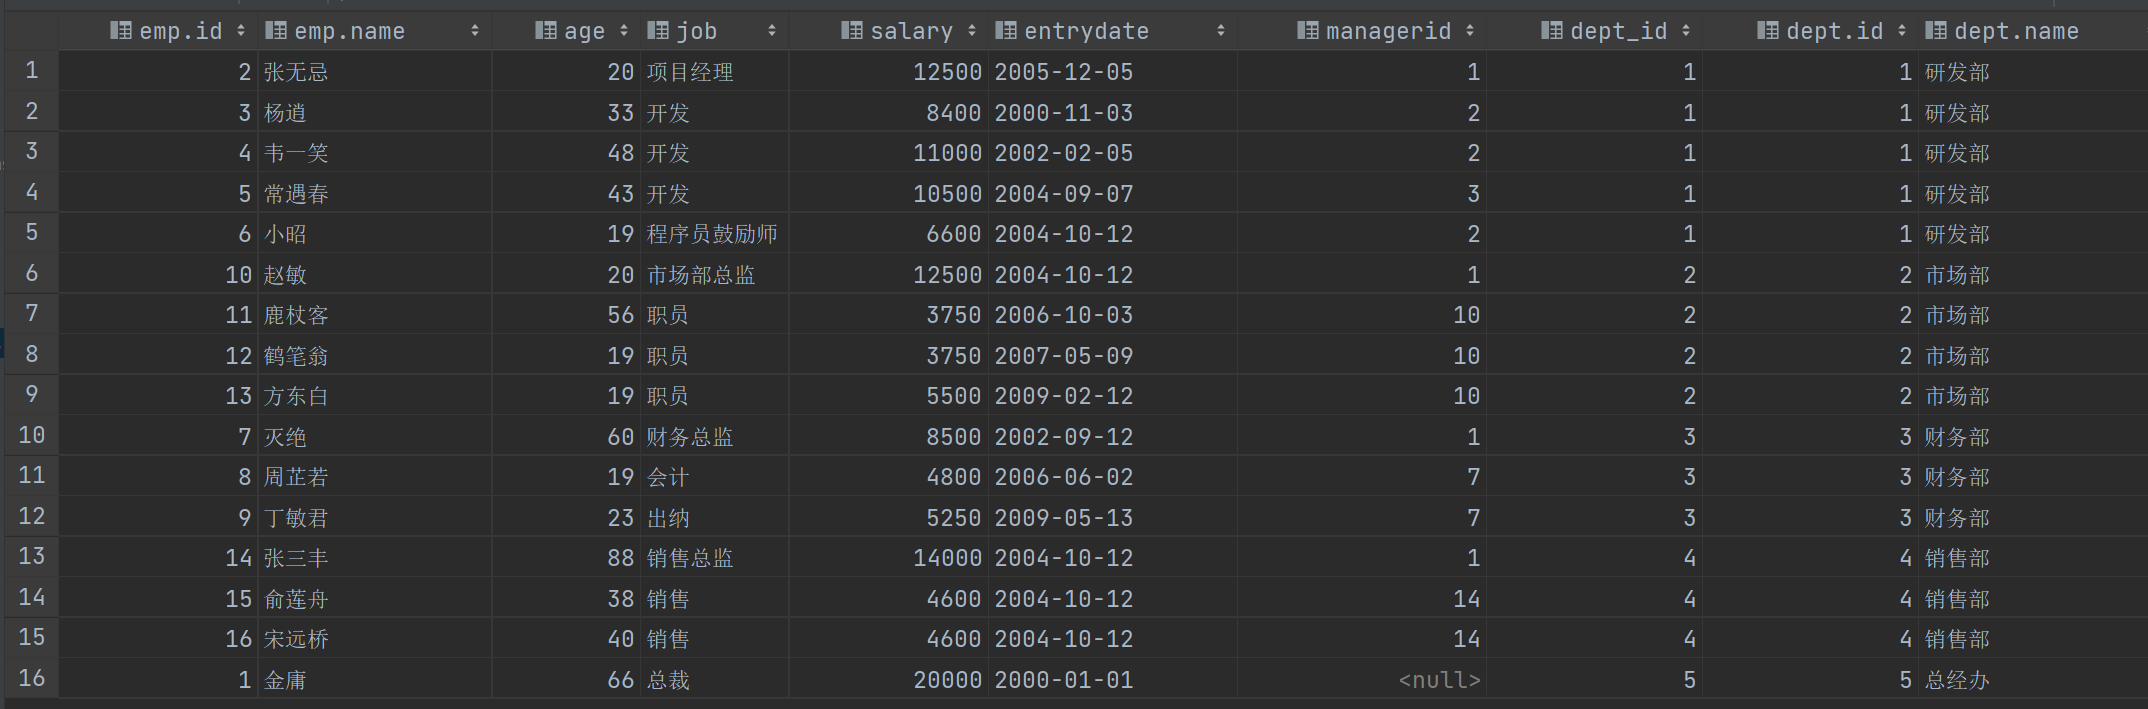 emp.id emp.name age job salary entrydate managerid dept_id dept.id dept.name
1 2 张无忌 20 项目经理 12500 2005-12-05 1 1 1 研发部
2 3 杨逍 33 开发 8400 2000-11-03 2 1 1 研发部
3 4 韦一笑 48 开发 11000 2002-02-05 2 1 1 研发部
4 5 常遇春 43 开发 10500 2004-09-07 3 1 1 研发部
5 6 小昭 19 程序员鼓励师 6600 2004-10-12 2 1 1 研发部
6 10 赵敏 20 市场部总监 12500 2004-10-12 1 2 2 市场部
7 11 鹿杖客 56 职员 3750 2006-10-03 10 2 2 市场部
8 12 鹤笔翁 19 职员 3750 2007-05-09 10 2 2 市场部
9 13 方东白 19 职员 5500 2009-02-12 10 2 2 市场部
10 7 灭绝 60 财务总监 8500 2002-09-12 1 3 3 财务部
11 8 周芷若 19 会计 4800 2006-06-02 7 3 3 财务部
12 9 丁敏君 23 出纳 5250 2009-05-13 7 3 3 财务部
13 14 张三丰 88 销售总监 14000 2004-10-12 1 4 4 销售部
14 15 俞莲舟 38 销售 4600 2004-10-12 14 4 4 销售部
15 16 宋远桥 40 销售 4600 2004-10-12 14 4 4 销售部
16 1 金庸 66 总裁 20000 2000-01-01 <null> 5 5 总经办